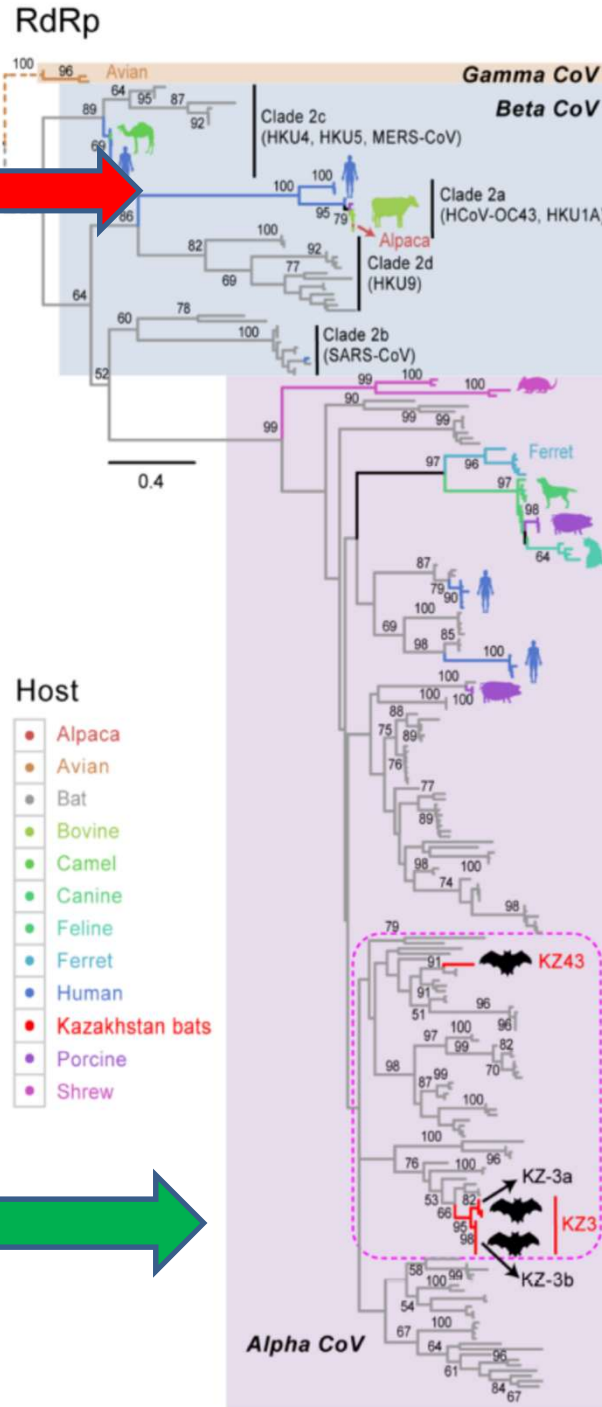 RdRp
100
96
Avian
Gamma CoV
Beta CoV
64
95
87
92
89
69
Clade 2c
(HKU4, HKU5, MERS-CoV)
100
100
95
79
Alpaca
Clade 2a
(HCoV-OC43, HKU1A)
86
82
100
92
69
77
Clade 2d
(HKU9)
64
78
60
100
Clade 2b
(SARS-CoV)
52
99
100
100
99
90
99
99
0.4
97
96
Ferret
97
98
64
87
79
90
100
69
85
98
100
100
100
100
88
75
89
76
77
89
98
100
74
98
Host
Alpaca
Avian
Bat
Bovine
Camel
Canine
Feline
Ferret
Human
Kazakhstan bats
Porcine
Shrew
79
91
KZ43
91
51
96
96
97
100
99
82
70
98
99
87
100
100
96
76
100
KZ-3a
53
82
66
95
98
KZ3
KZ-3b
58
99
100
54
100
67
64
96
61
84
67
Alpha CoV